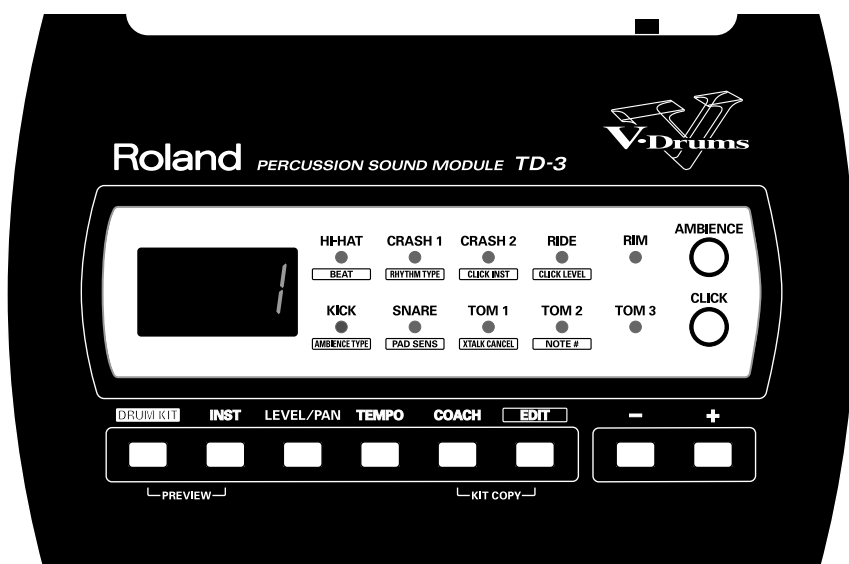 V-Drums
Roland PERCUSSION SOUND MODULE TD-3
HI-HAT CRASH 1 CRASH 2 RIDE RIM AMBIENCE
BEAT RHYTHM TYPE CLICK INST CLICK LEVEL
1
KICK SNARE TOM 1 TOM 2 TOM 3 CLICK
AMBIENCE TYPE PAD SENS XTALK CANCEL NOTE #
DRUM KIT INST LEVEL/PAN TEMPO COACH EDIT - +
PREVIEW KIT COPY